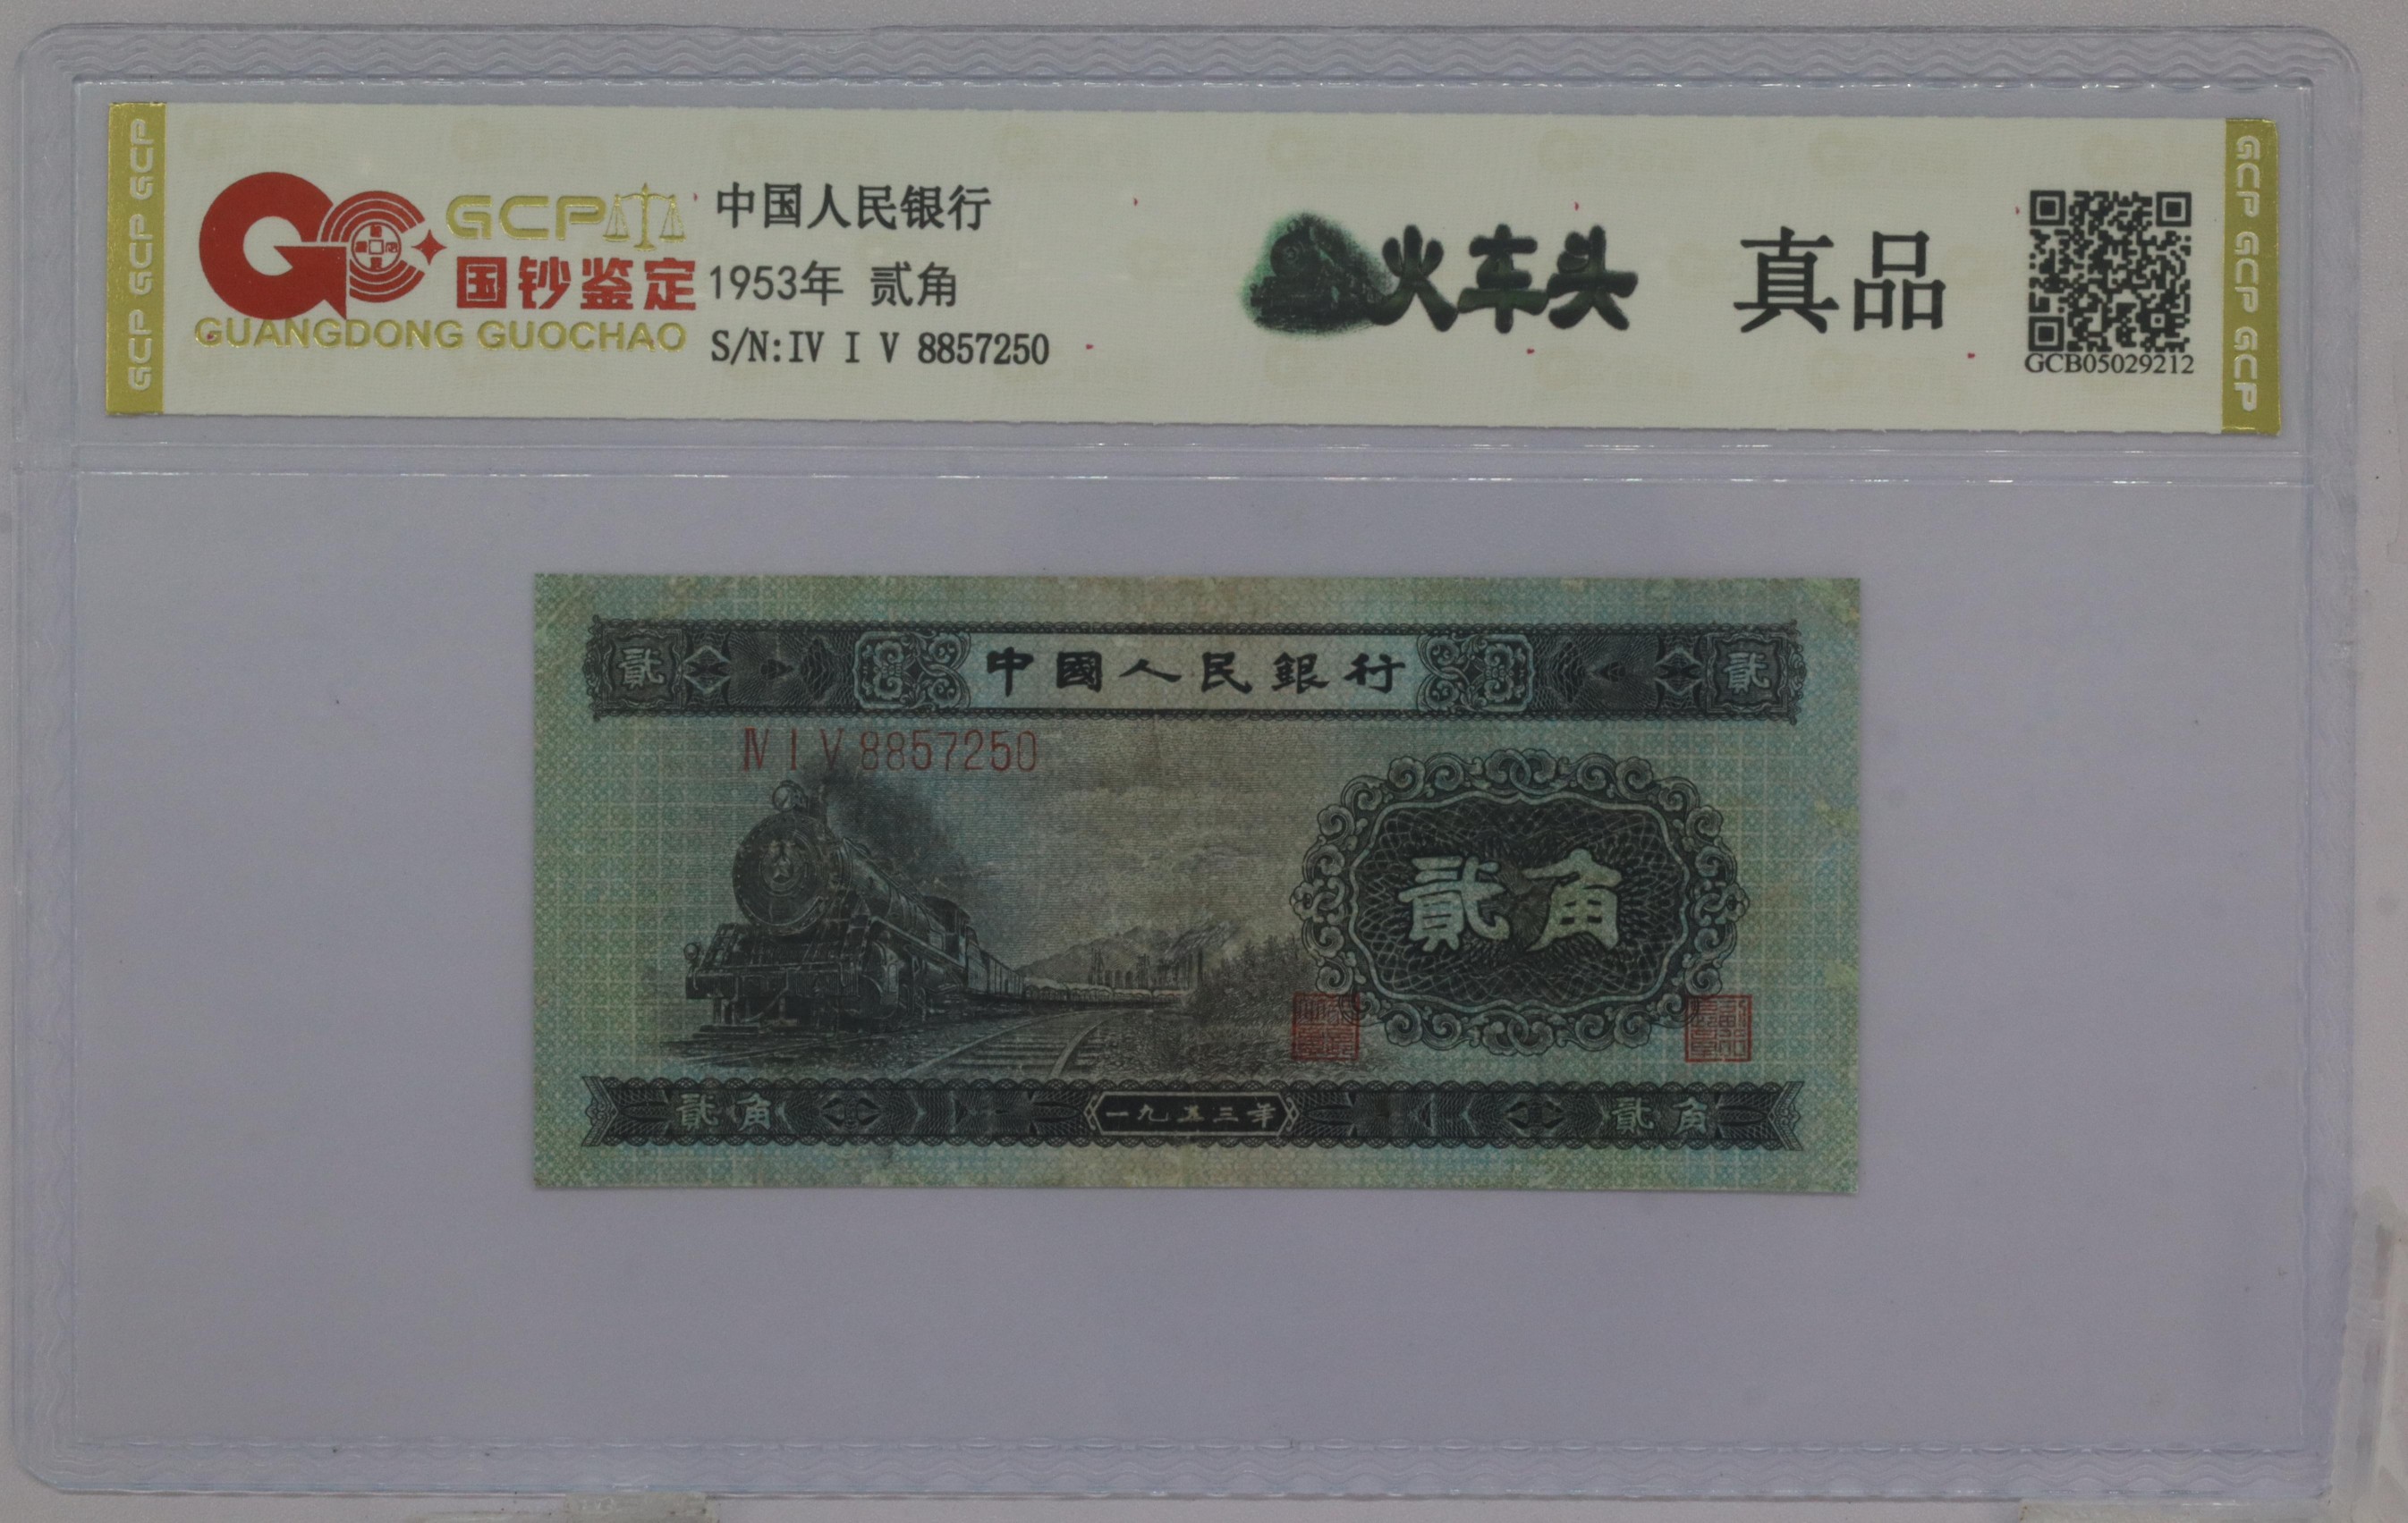 GCP GCP GCP
GCP
国钞鉴定
GUANGDONG GUOCHAO
中国人民银行
1953年 贰角
S/N:IV I V 8857250
火车头
真品
GCB05029212
GCP GCP GCP
貳
中國人民銀行
貳
IV I V 8857250
貳角
貳角
一九五三年
貳角